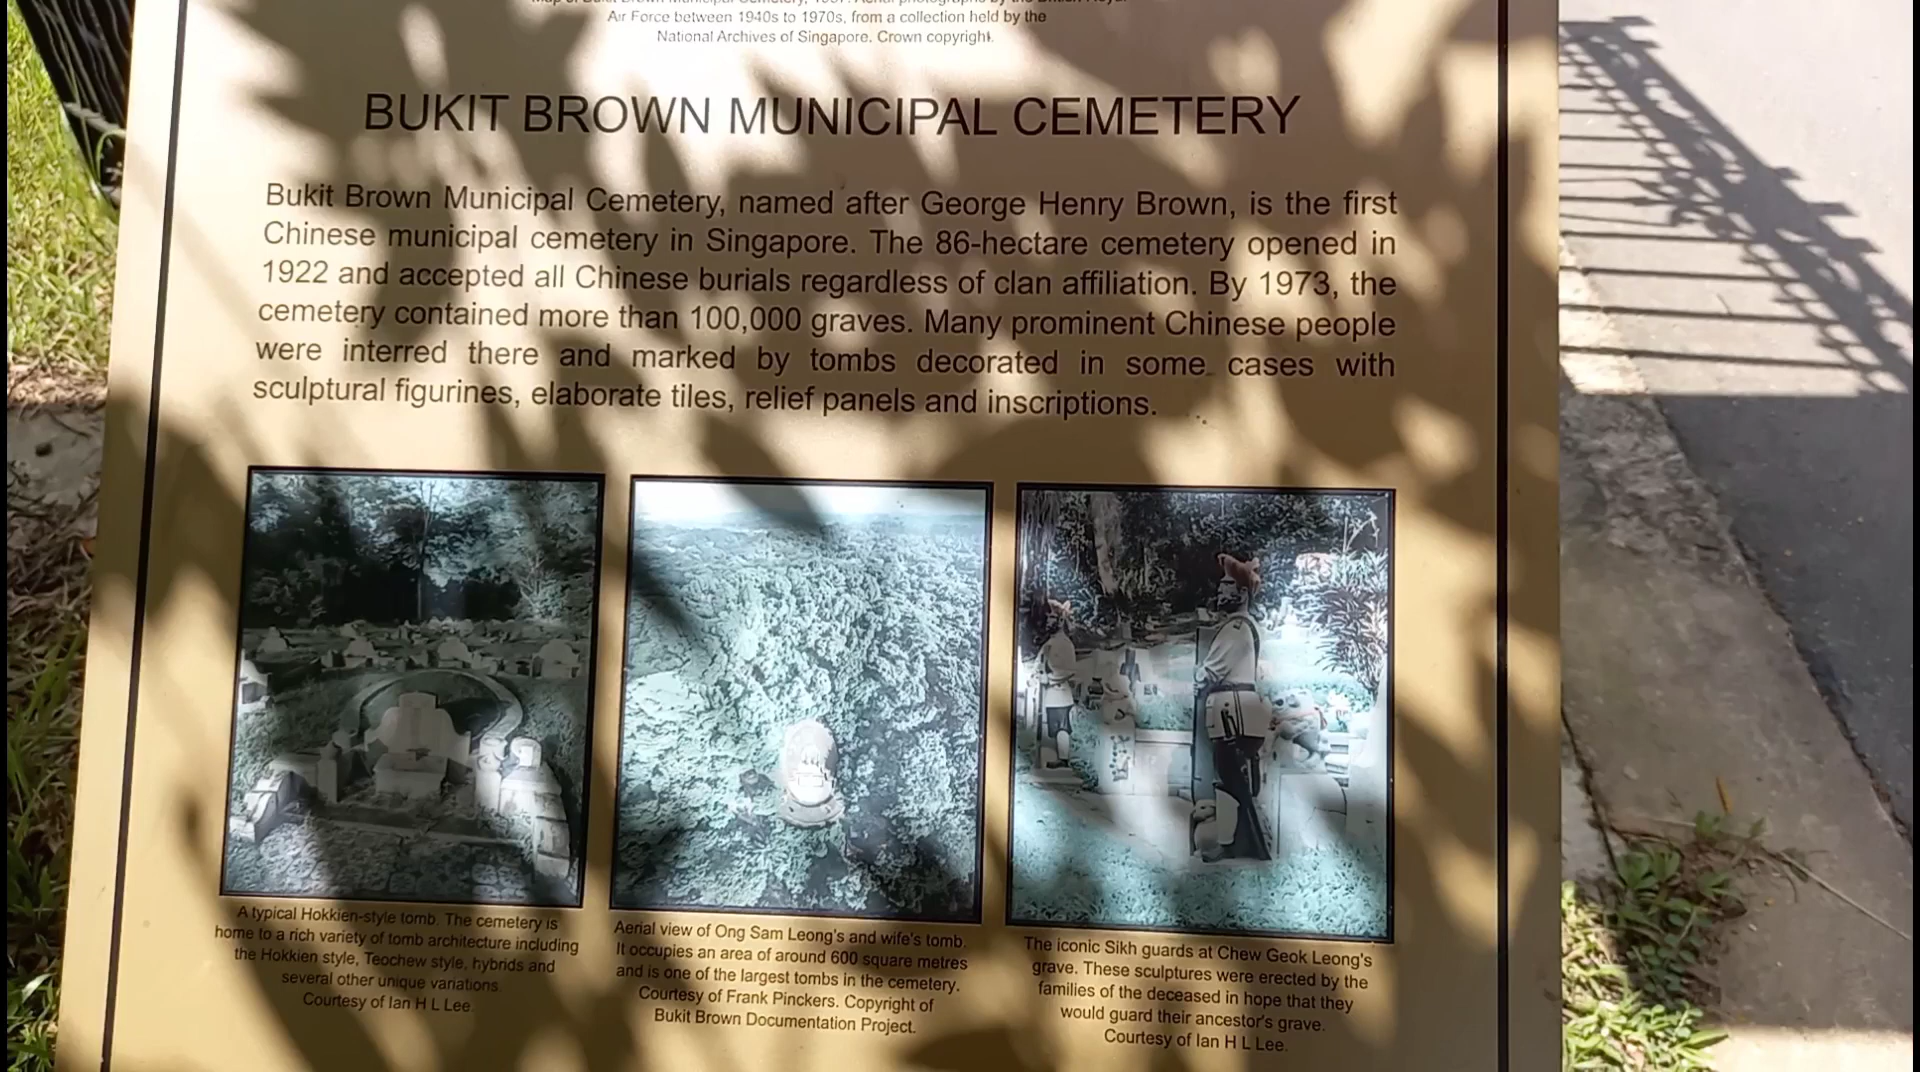 Air Force between 1940s to 1970s, from a collection held by the
National Archives of Singapore. Crown copyright.
BUKIT BROWN MUNICIPAL CEMETERY
Bukit Brown Municipal Cemetery, named after George Henry Brown, is the first
Chinese municipal cemetery in Singapore. The 86-hectare cemetery opened in
1922 and accepted all Chinese burials regardless of clan affiliation. By 1973, the
cemetery contained more than 100,000 graves. Many prominent Chinese people
were interred there and marked by tombs decorated in some cases with
sculptural figurines, elaborate tiles, relief panels and inscriptions.
A typical Hokkien-style tomb. The cemetery is
home to a rich variety of tomb architecture including
the Hokkien style, Teochew style, hybrids and
several other unique variations.
Courtesy of Ian H L Lee.
Aerial view of Ong Sam Leong's and wife's tomb.
It occupies an area of around 600 square metres
and is one of the largest tombs in the cemetery.
Courtesy of Frank Pinckers. Copyright of
Bukit Brown Documentation Project.
The iconic Sikh guards at Chew Geok Leong's
grave. These sculptures were erected by the
families of the deceased in hope that they
would guard their ancestor's grave.
Courtesy of Ian H L Lee.